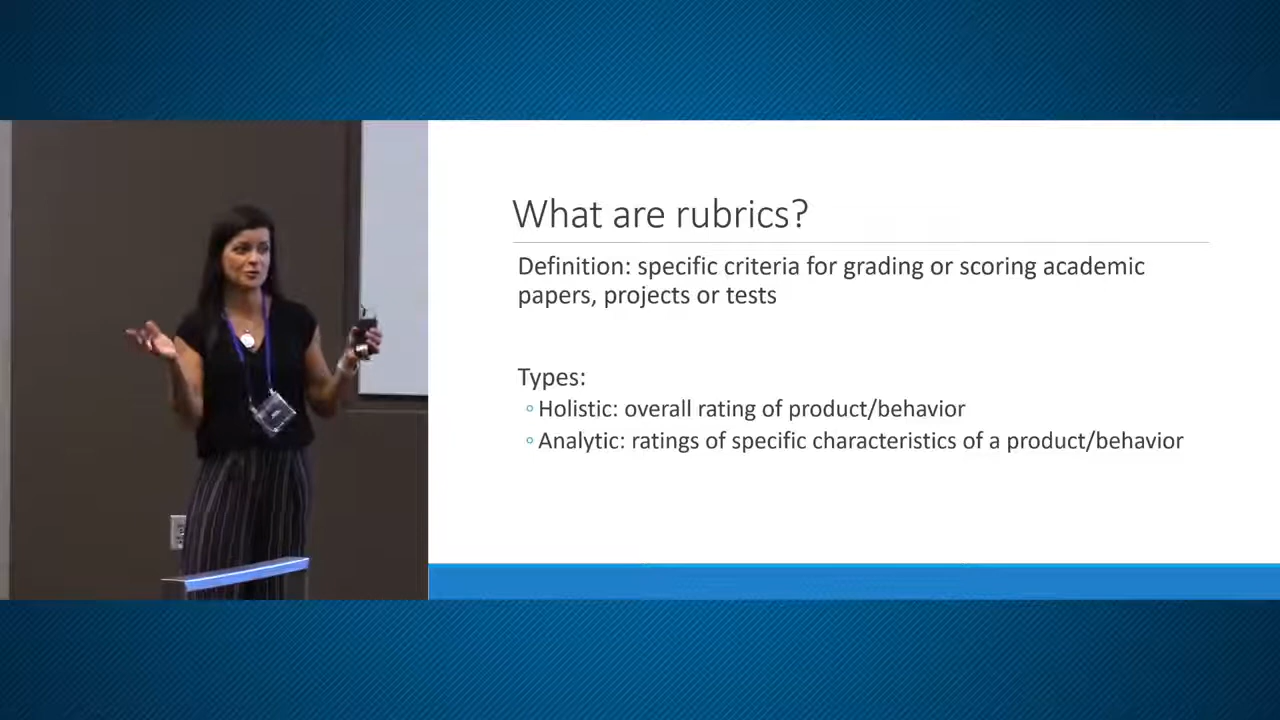 What are rubrics?
Definition: specific criteria for grading or scoring academic
papers, projects or tests
Types:
◦ Holistic: overall rating of product/behavior
◦ Analytic: ratings of specific characteristics of a product/behavior